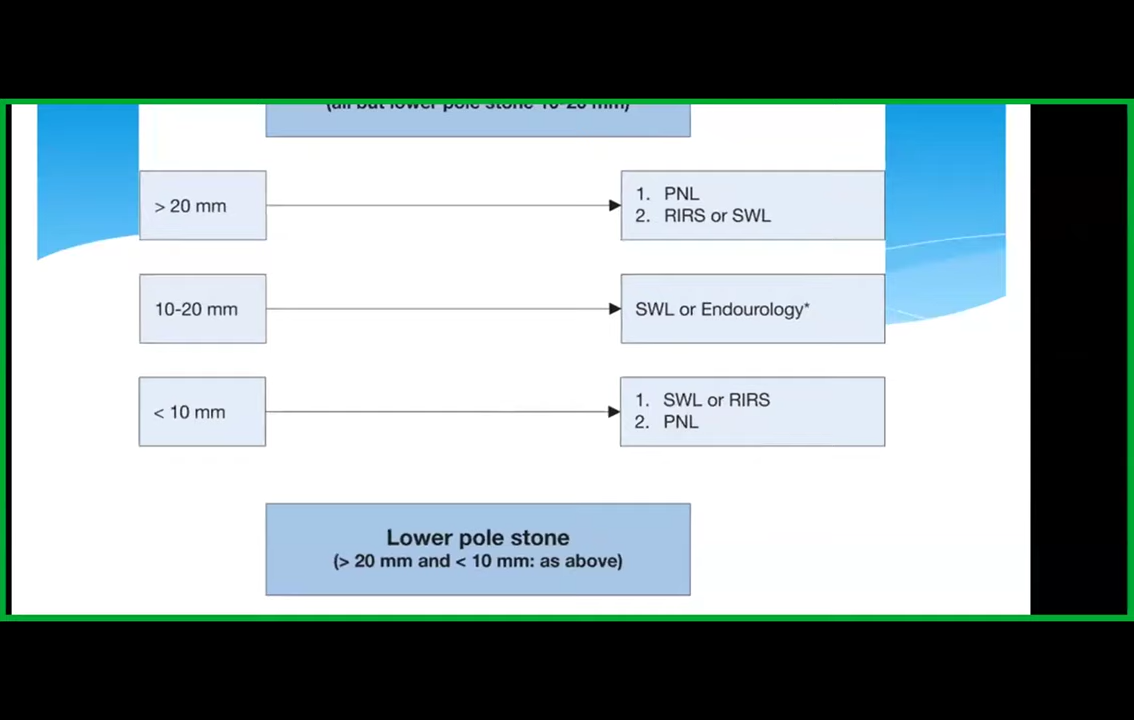 (all but lower pole stone 10-20 mm)
> 20 mm
1. PNL
2. RIRS or SWL
10-20 mm
SWL or Endourology*
< 10 mm
1. SWL or RIRS
2. PNL
Lower pole stone
(> 20 mm and < 10 mm: as above)